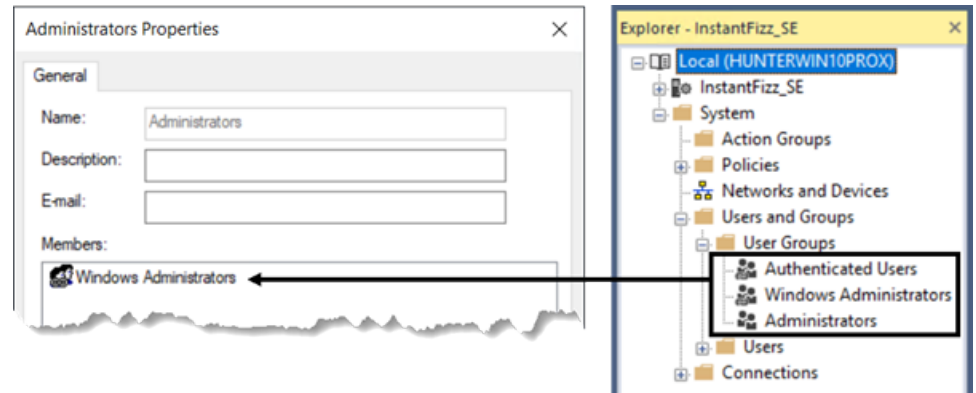 Administrators Properties
General
Name:
Administrators
Description:
E-mail:
Members:
Windows Administrators
Explorer - InstantFizz_SE
Local (HUNTERWIN10PROX)
InstantFizz_SE
System
Action Groups
Policies
Networks and Devices
Users and Groups
User Groups
Authenticated Users
Windows Administrators
Administrators
Users
Connections